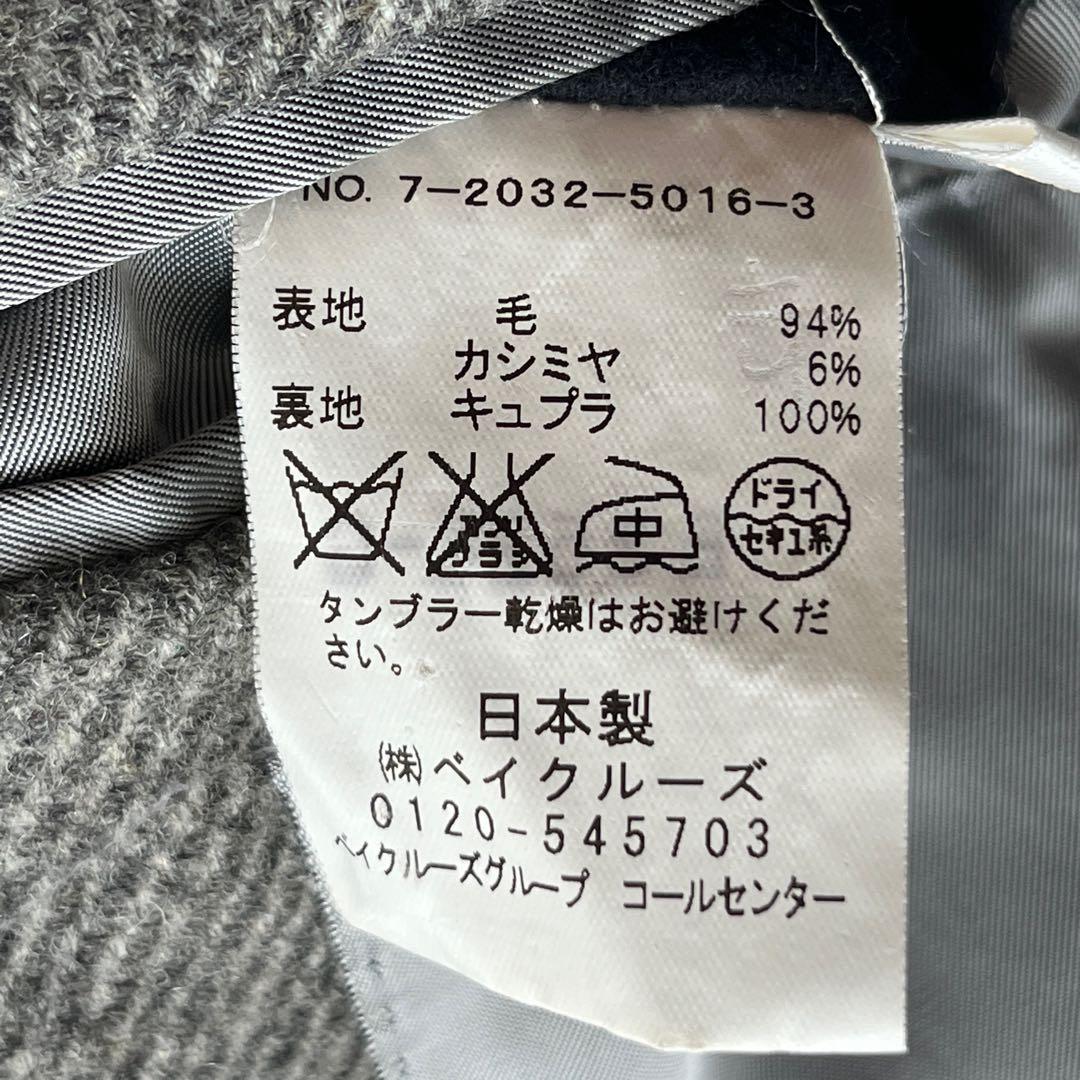 NO. 7-2032-5016-3
表地 毛 94%
カシミヤ 6%
裏地 キュプラ 100%
中
ドライ
セキユ系
タンブラー乾燥はお避けくだ
さい。
日本製
(株)ベイクルーズ
0120-545703
ベイクルーズグループ コールセンター